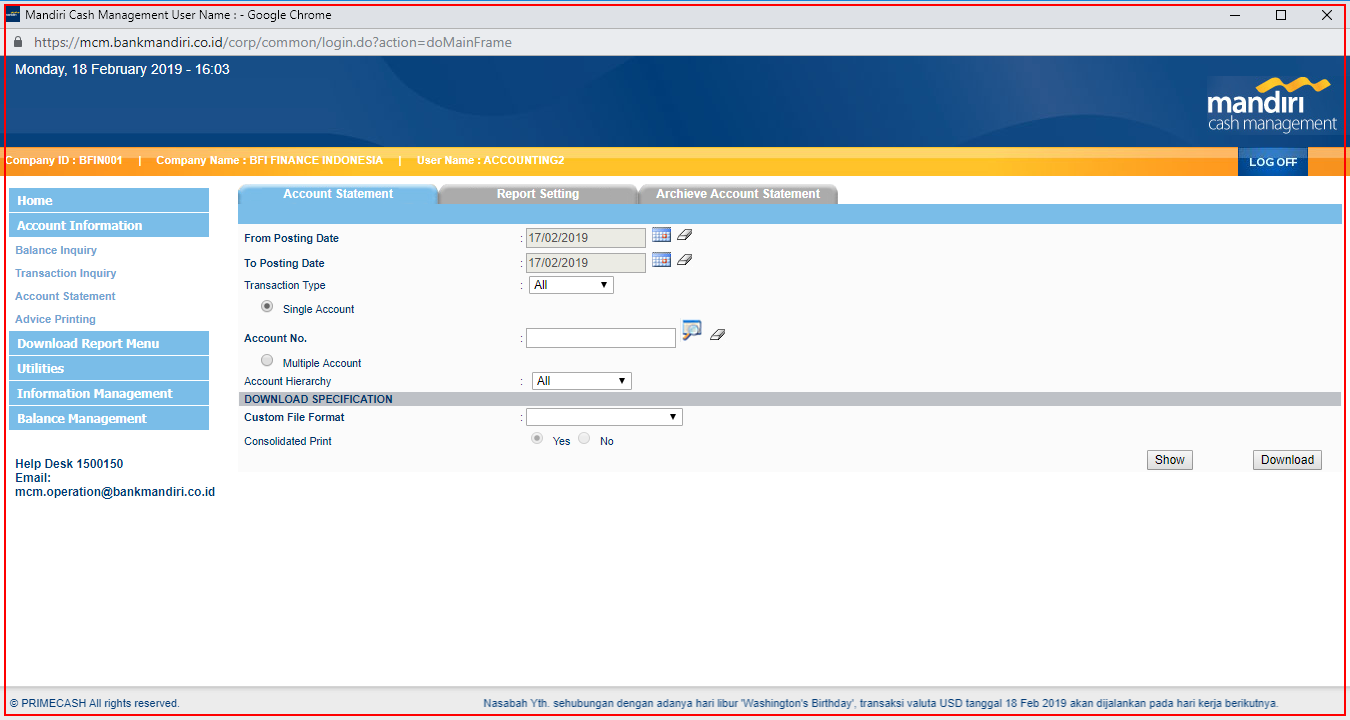 Mandiri Cash Management User Name : - Google Chrome
https://mcm.bankmandiri.co.id/corp/common/login.do?action=doMainFrame
Monday, 18 February 2019 - 16:03
mandiri
cash management
Company ID : BFIN001 | Company Name : BFI FINANCE INDONESIA | User Name : ACCOUNTING2
LOG OFF
Home
Account Information
Balance Inquiry
Transaction Inquiry
Account Statement
Advice Printing
Download Report Menu
Utilities
Information Management
Balance Management
Help Desk 1500150
Email:
mcm.operation@bankmandiri.co.id
Account Statement Report Setting Archieve Account Statement
From Posting Date : 17/02/2019
To Posting Date : 17/02/2019
Transaction Type : All
Single Account
Account No. :
Multiple Account
Account Hierarchy : All
DOWNLOAD SPECIFICATION
Custom File Format :
Consolidated Print Yes No
Show Download
© PRIMECASH All rights reserved.
Nasabah Yth. sehubungan dengan adanya hari libur 'Washington's Birthday', transaksi valuta USD tanggal 18 Feb 2019 akan dijalankan pada hari kerja berikutnya.